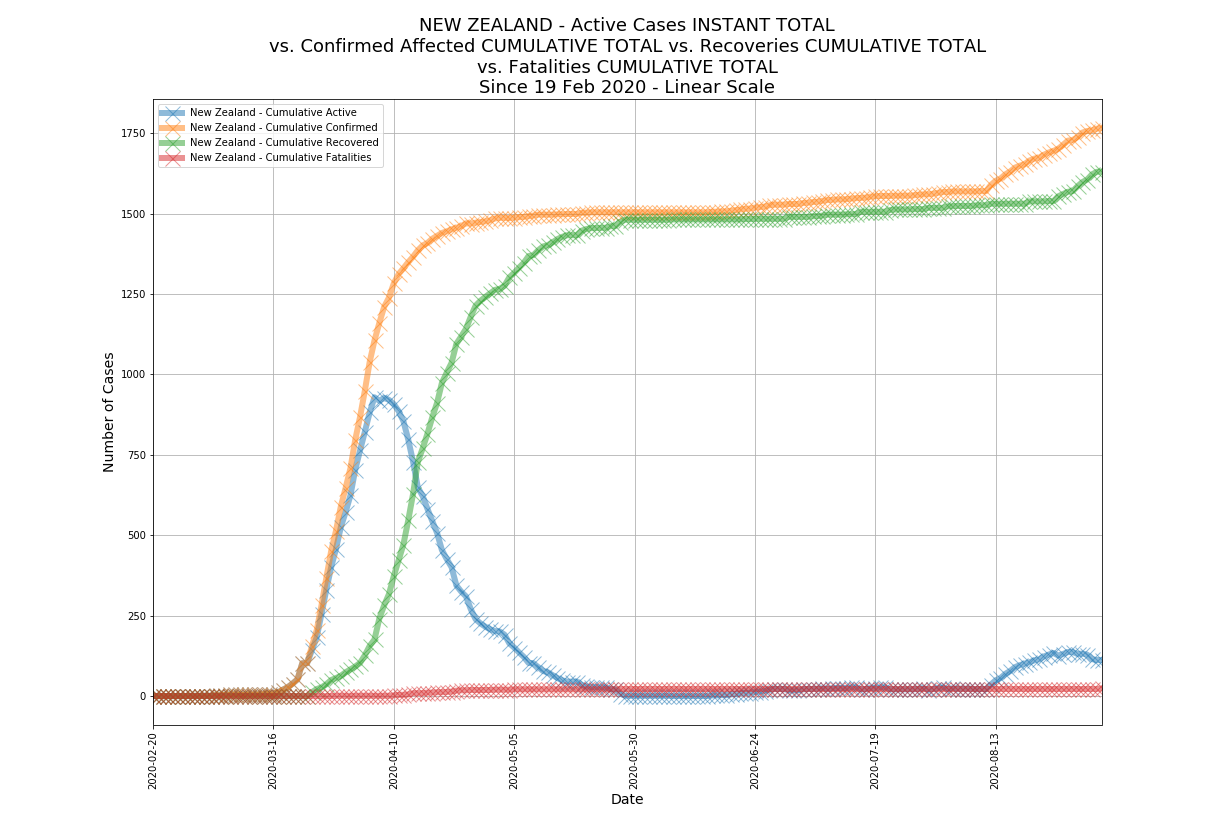 NEW ZEALAND - Active Cases INSTANT TOTAL
vs. Confirmed Affected CUMULATIVE TOTAL vs. Recoveries CUMULATIVE TOTAL
vs. Fatalities CUMULATIVE TOTAL
Since 19 Feb 2020 - Linear Scale
New Zealand - Cumulative Active
New Zealand - Cumulative Confirmed
New Zealand - Cumulative Recovered
New Zealand - Cumulative Fatalities
Number of Cases
1750
1500
1250
1000
750
500
250
0
2020-02-20
2020-03-16
2020-04-10
2020-05-05
2020-05-30
2020-06-24
2020-07-19
2020-08-13
Date